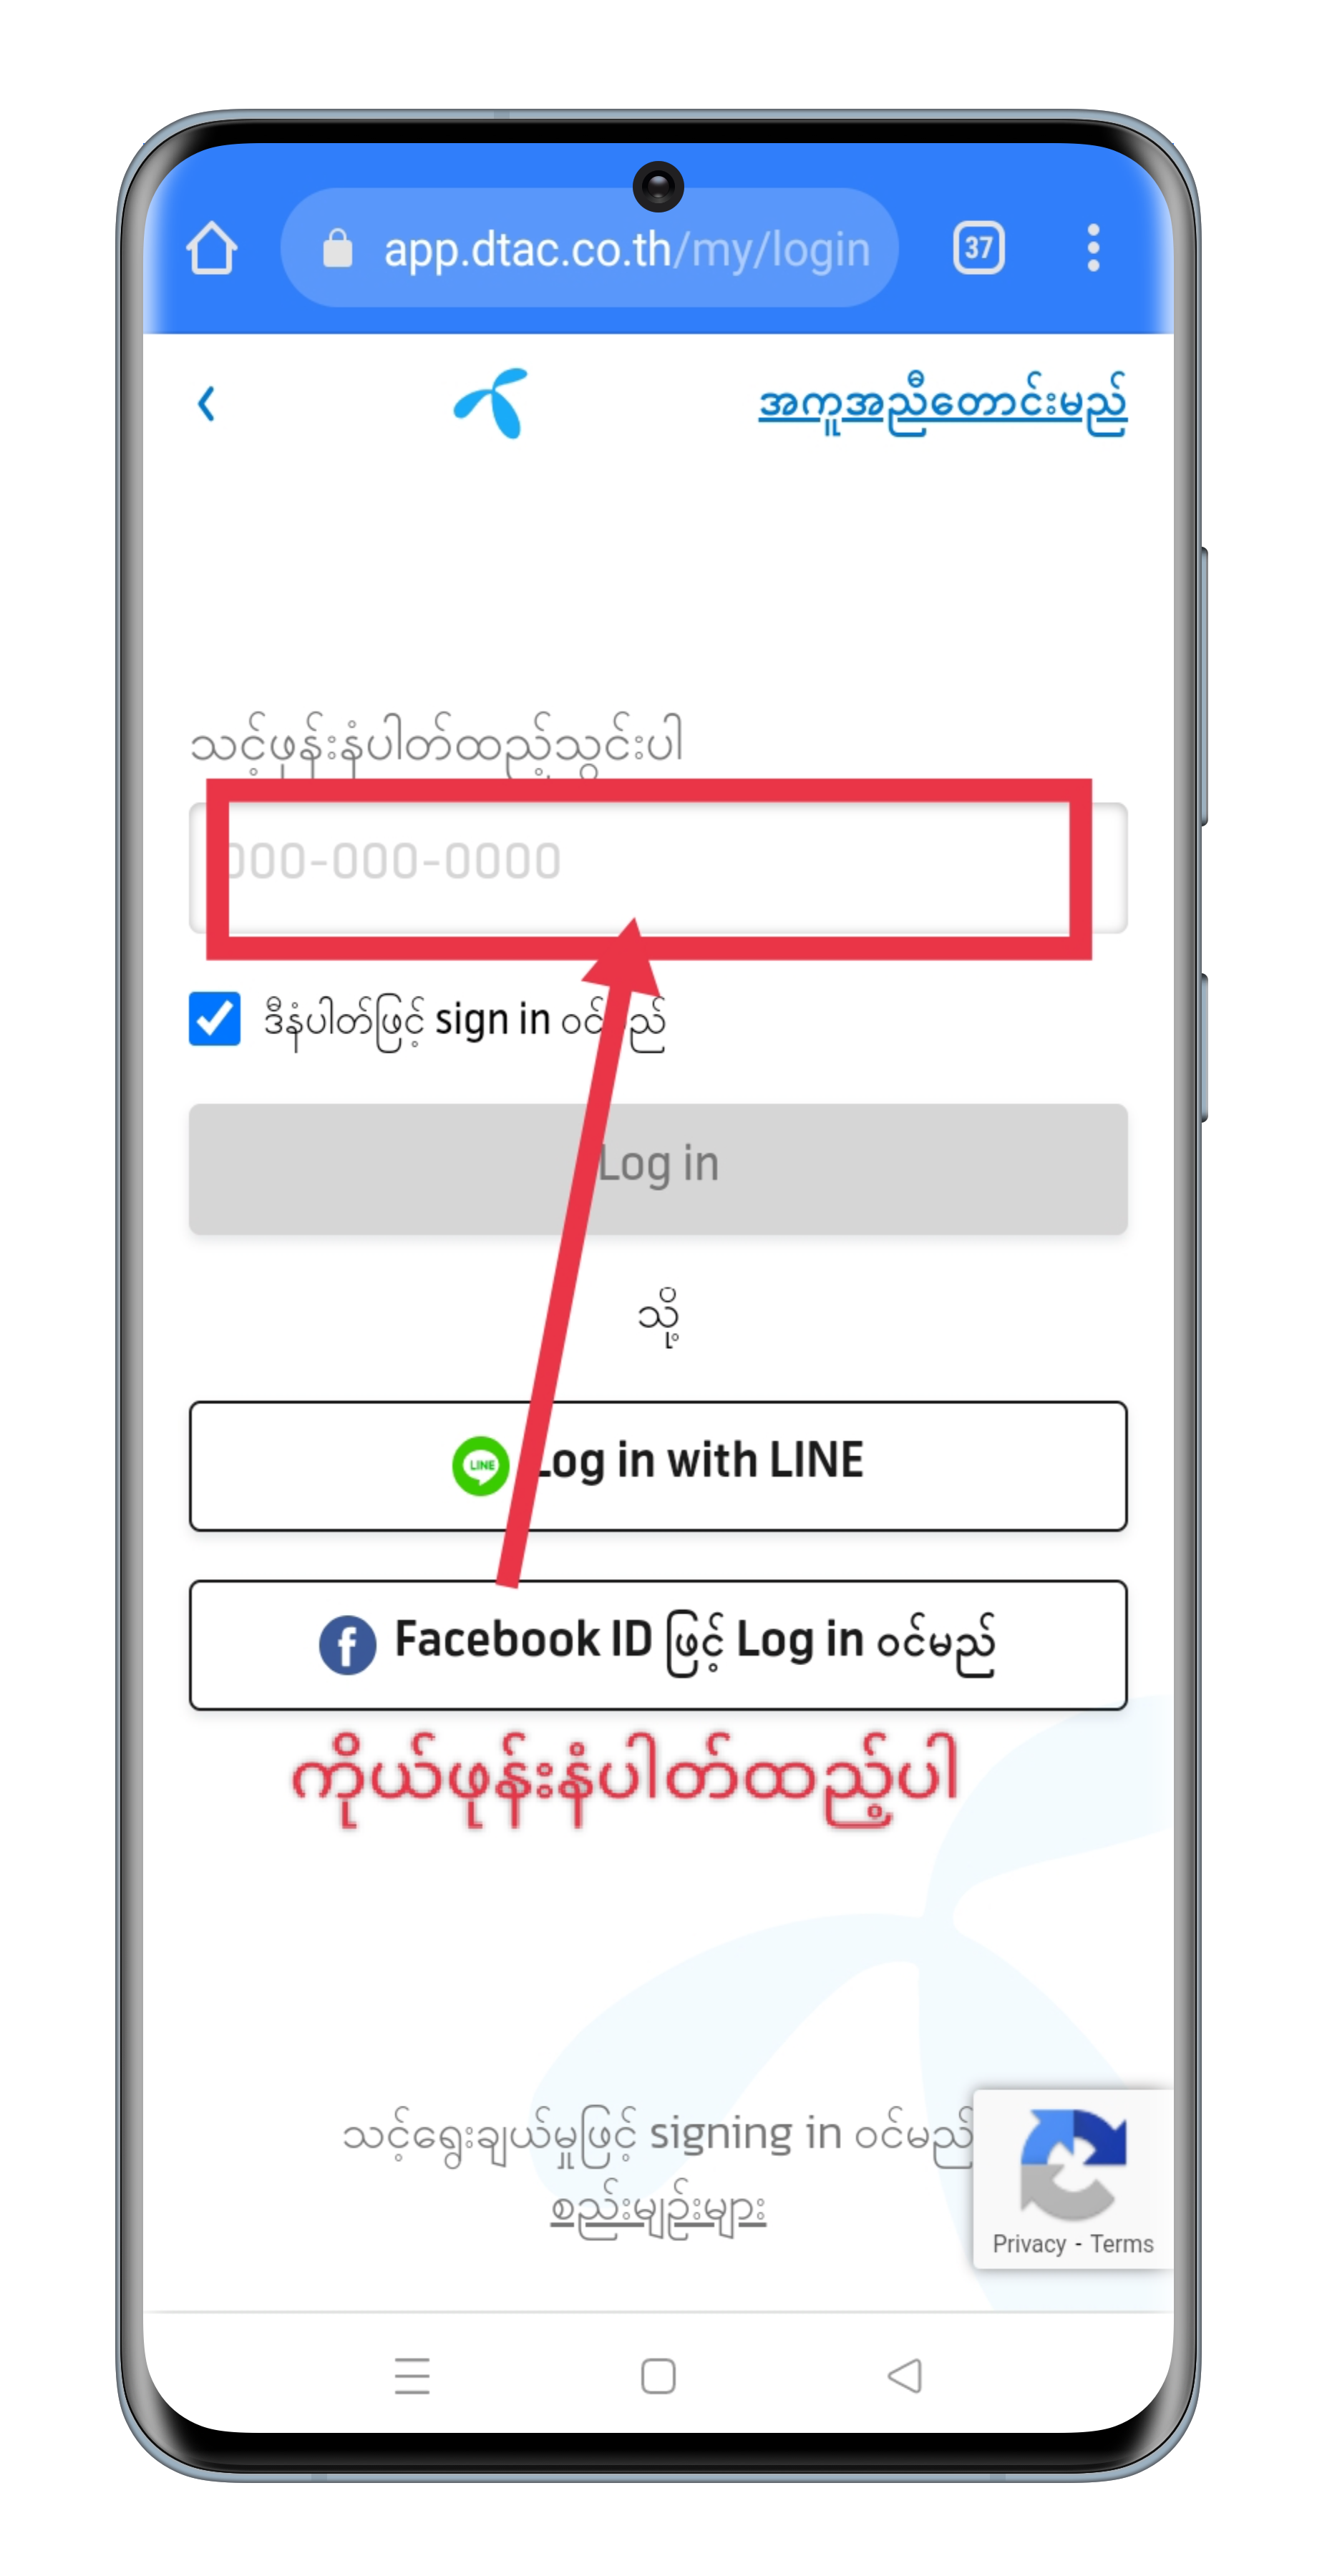 app.dtac.co.th/my/login
37
အကူအညီတောင်းမည်
သင့်ဖုန်းနံပါတ်ထည့်သွင်းပါ
000-000-0000
ဒီနံပါတ်ဖြင့် sign in ဝင်မည်
Log in
သို့
LINE
Log in with LINE
Facebook ID ဖြင့် Log in ဝင်မည်
ကိုယ်ဖုန်းနံပါတ်ထည့်ပါ
သင့်ရွေးချယ်မှုဖြင့် signing in ဝင်မည်
စည်းမျဉ်းများ
Privacy - Terms